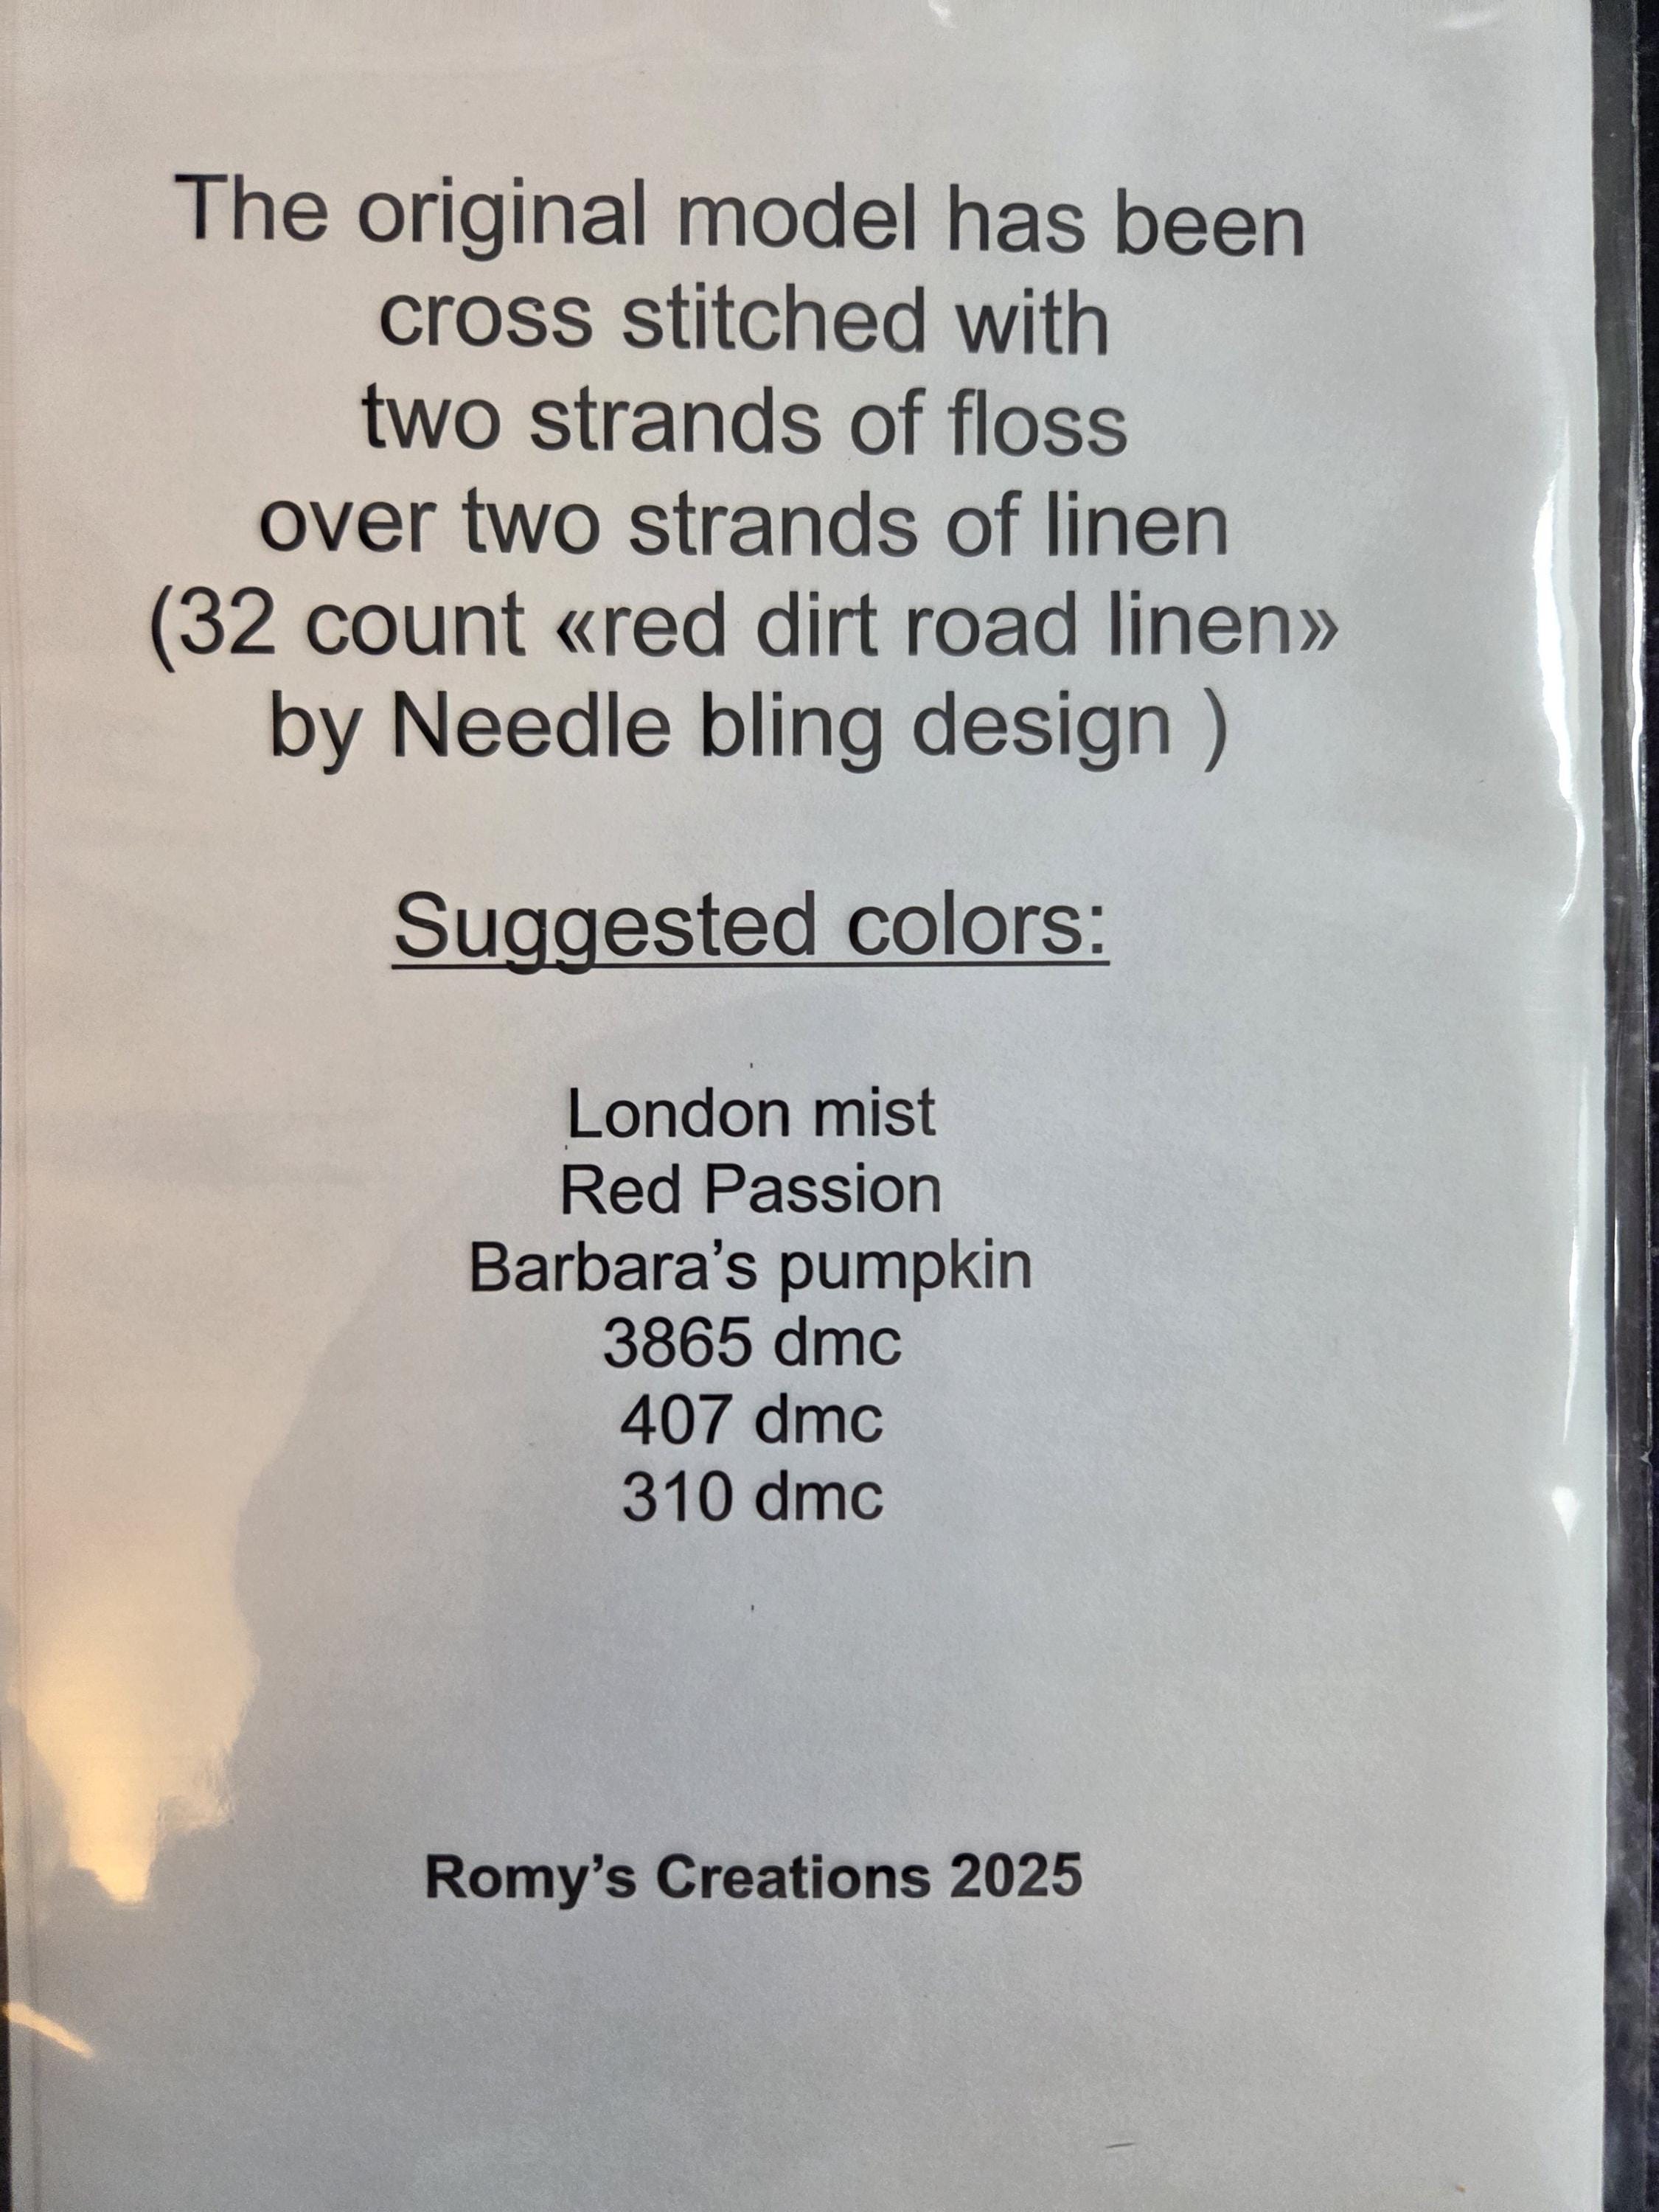 The original model has been
cross stitched with
two strands of floss
over two strands of linen
(32 count «red dirt road linen»
by Needle bling design )
Suggested colors:
London mist
Red Passion
Barbara’s pumpkin
3865 dmc
407 dmc
310 dmc
Romy’s Creations 2025